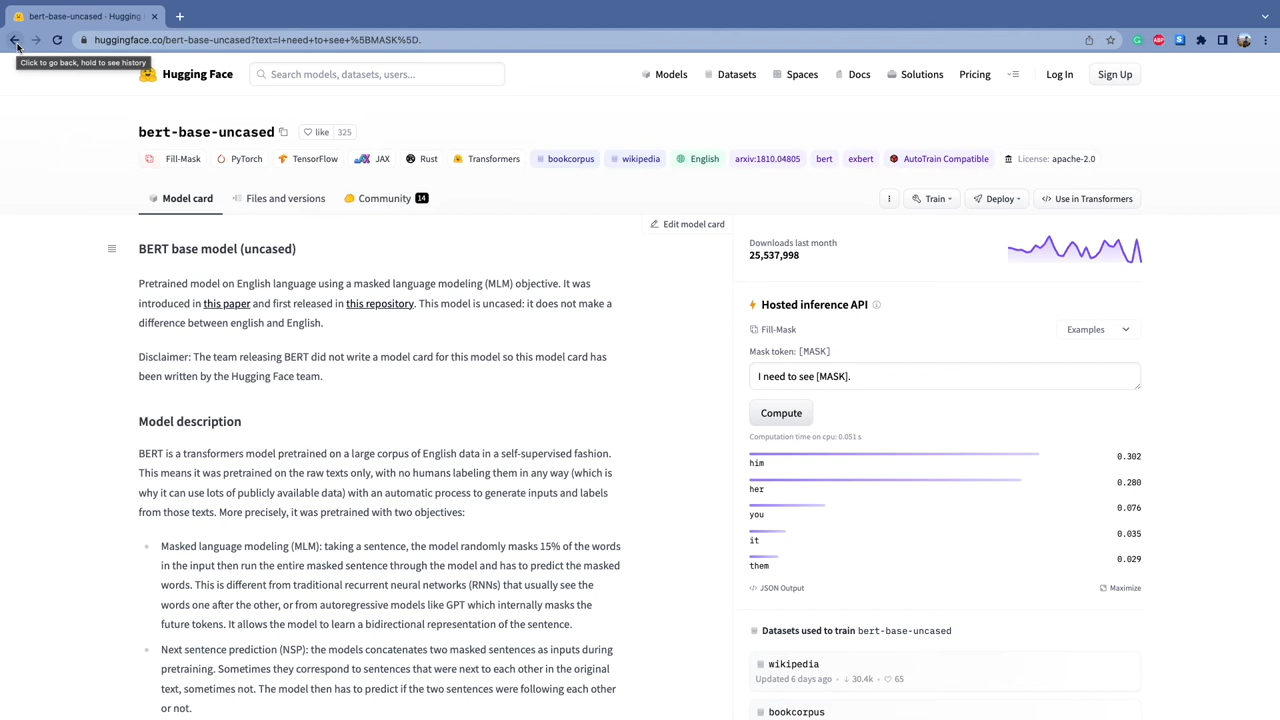 bert-base-uncased · Hugging
huggingface.co/bert-base-uncased?text=I+need+to+see+%5BMASK%5D.
Click to go back, hold to see history
Hugging Face
Search models, datasets, users...
Models
Datasets
Spaces
Docs
Solutions
Pricing
Log In
Sign Up
bert-base-uncased
like 325
Fill-Mask
PyTorch
TensorFlow
JAX
Rust
Transformers
bookcorpus
wikipedia
English
arxiv:1810.04805
bert
exbert
AutoTrain Compatible
License: apache-2.0
Model card
Files and versions
Community 14
Train
Deploy
</> Use in Transformers
Edit model card
BERT base model (uncased)
Pretrained model on English language using a masked language modeling (MLM) objective. It was
introduced in this paper and first released in this repository. This model is uncased: it does not make a
difference between english and English.
Disclaimer: The team releasing BERT did not write a model card for this model so this model card has
been written by the Hugging Face team.
Model description
BERT is a transformers model pretrained on a large corpus of English data in a self-supervised fashion.
This means it was pretrained on the raw texts only, with no humans labeling them in any way (which is
why it can use lots of publicly available data) with an automatic process to generate inputs and labels
from those texts. More precisely, it was pretrained with two objectives:
Masked language modeling (MLM): taking a sentence, the model randomly masks 15% of the words
in the input then run the entire masked sentence through the model and has to predict the masked
words. This is different from traditional recurrent neural networks (RNNs) that usually see the
words one after the other, or from autoregressive models like GPT which internally masks the
future tokens. It allows the model to learn a bidirectional representation of the sentence.
Next sentence prediction (NSP): the models concatenates two masked sentences as inputs during
pretraining. Sometimes they correspond to sentences that were next to each other in the original
text, sometimes not. The model then has to predict if the two sentences were following each other
or not.
Downloads last month
25,537,998
Hosted inference API
Fill-Mask
Examples
Mask token: [MASK]
I need to see [MASK].
Compute
Computation time on cpu: 0.051 s
him 0.302
her 0.280
you 0.076
it 0.035
them 0.029
</> JSON Output
Maximize
Datasets used to train bert-base-uncased
wikipedia
Updated 6 days ago · 30.4k · 65
bookcorpus